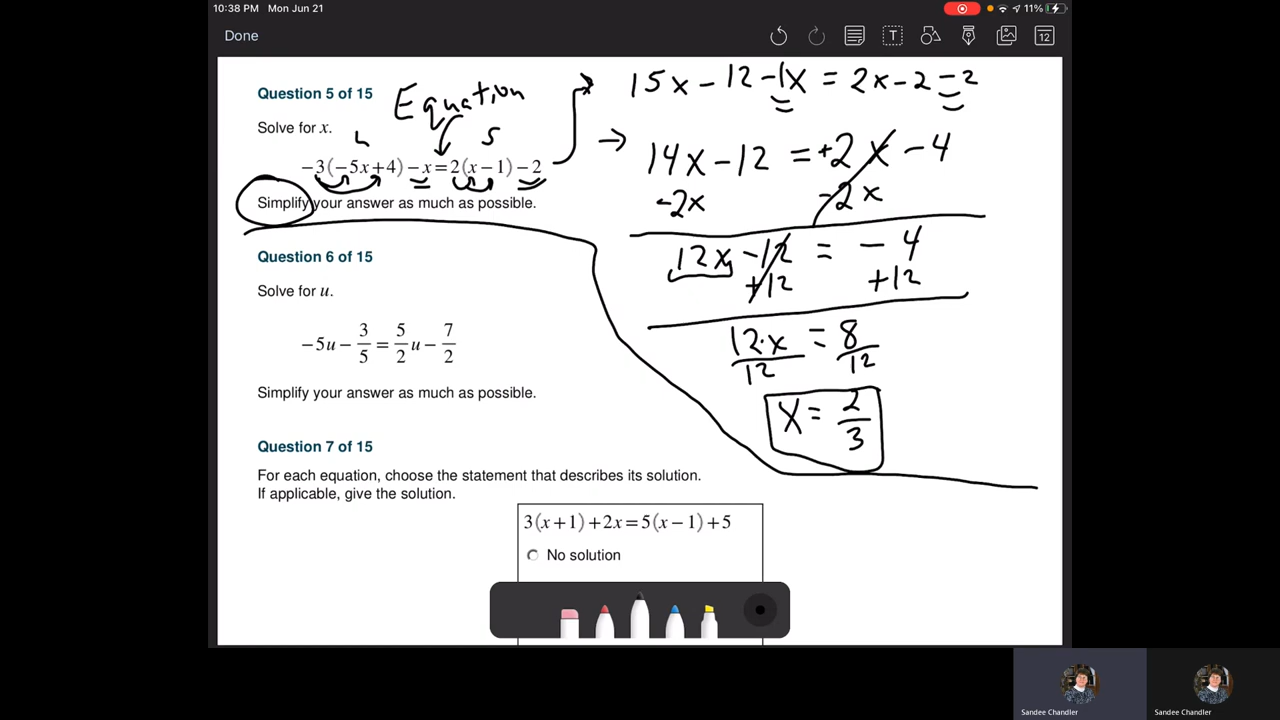 10:38 PM Mon Jun 21
11%
Done
T
12
Question 5 of 15
Equation
Solve for x.
L
S
−3(−5x+4)−x=2(x−1)−2
Simplify your answer as much as possible.
15x − 12 −1x = 2x − 2 −2
14x − 12 = +2x − 4
−2x −2x
12x − 12 = − 4
+12 +12
12·x = 8
12 12
x = 2/3
Question 6 of 15
Solve for u.
−5u − 3/5 = 5/2 u − 7/2
Simplify your answer as much as possible.
Question 7 of 15
For each equation, choose the statement that describes its solution.
If applicable, give the solution.
3(x+1)+2x=5(x−1)+5
No solution
Sandee Chandler
Sandee Chandler